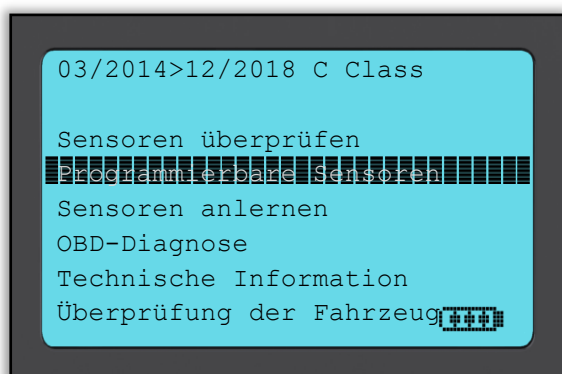 03/2014>12/2018 C Class
Sensoren überprüfen
Programmierbare Sensoren
Sensoren anlernen
OBD-Diagnose
Technische Information
Überprüfung der Fahrzeug